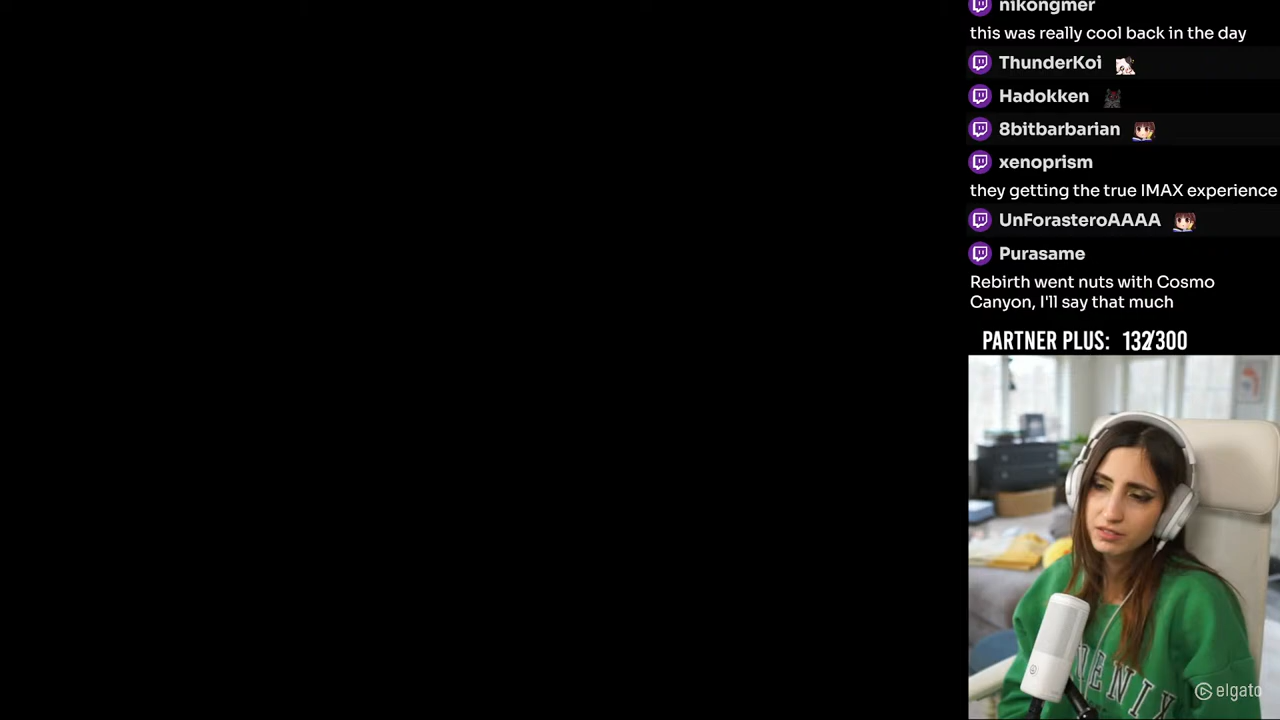 nikongmer
this was really cool back in the day
ThunderKoi
Hadokken
8bitbarbarian
xenoprism
they getting the true IMAX experience
UnForasteroAAAA
Purasame
Rebirth went nuts with Cosmo
Canyon, I'll say that much
PARTNER PLUS: 132/300
ENIX
elgato